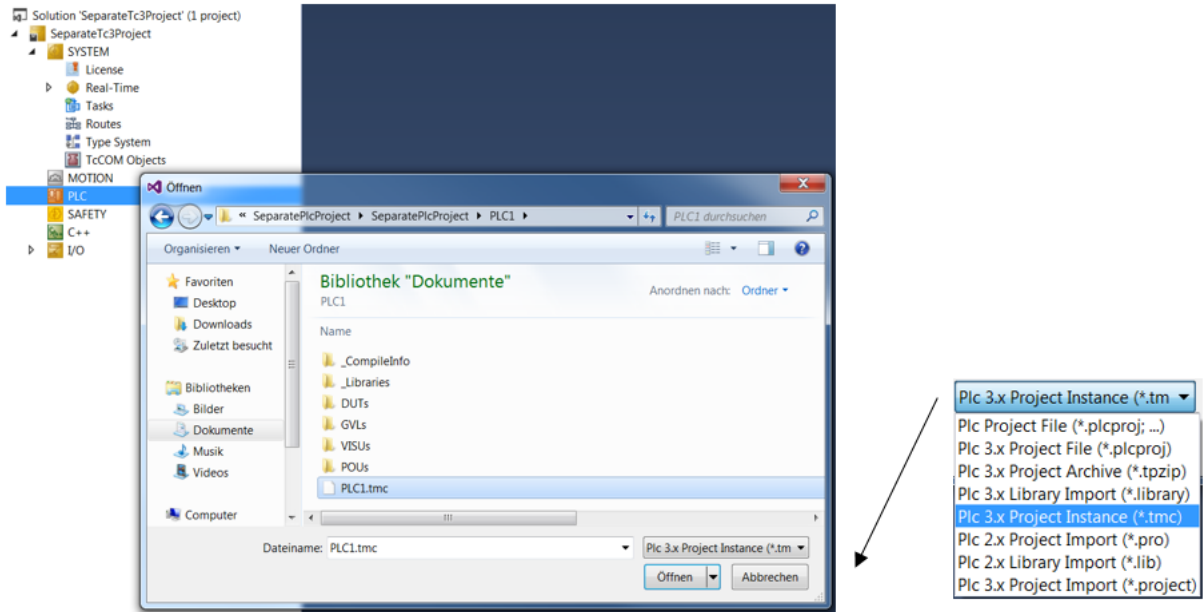 Solution 'SeparateTc3Project' (1 project)
SeparateTc3Project
SYSTEM
License
Real-Time
Tasks
Routes
Type System
TcCOM Objects
MOTION
PLC
SAFETY
C++
I/O
Öffnen
« SeparatePlcProject SeparatePlcProject PLC1
PLC1 durchsuchen
Organisieren Neuer Ordner
Favoriten
Desktop
Downloads
Zuletzt besucht
Bibliotheken
Bilder
Dokumente
Musik
Videos
Computer
Bibliothek "Dokumente"
PLC1
Anordnen nach: Ordner
Name
_CompileInfo
_Libraries
DUTs
GVLs
VISUs
POUs
PLC1.tmc
Dateiname: PLC1.tmc
Plc 3.x Project Instance (*.tm
Öffnen
Abbrechen
Plc 3.x Project Instance (*.tm
Plc Project File (*.plcproj; ...)
Plc 3.x Project File (*.plcproj)
Plc 3.x Project Archive (*.tpzip)
Plc 3.x Library Import (*.library)
Plc 3.x Project Instance (*.tmc)
Plc 2.x Project Import (*.pro)
Plc 2.x Library Import (*.lib)
Plc 3.x Project Import (*.project)